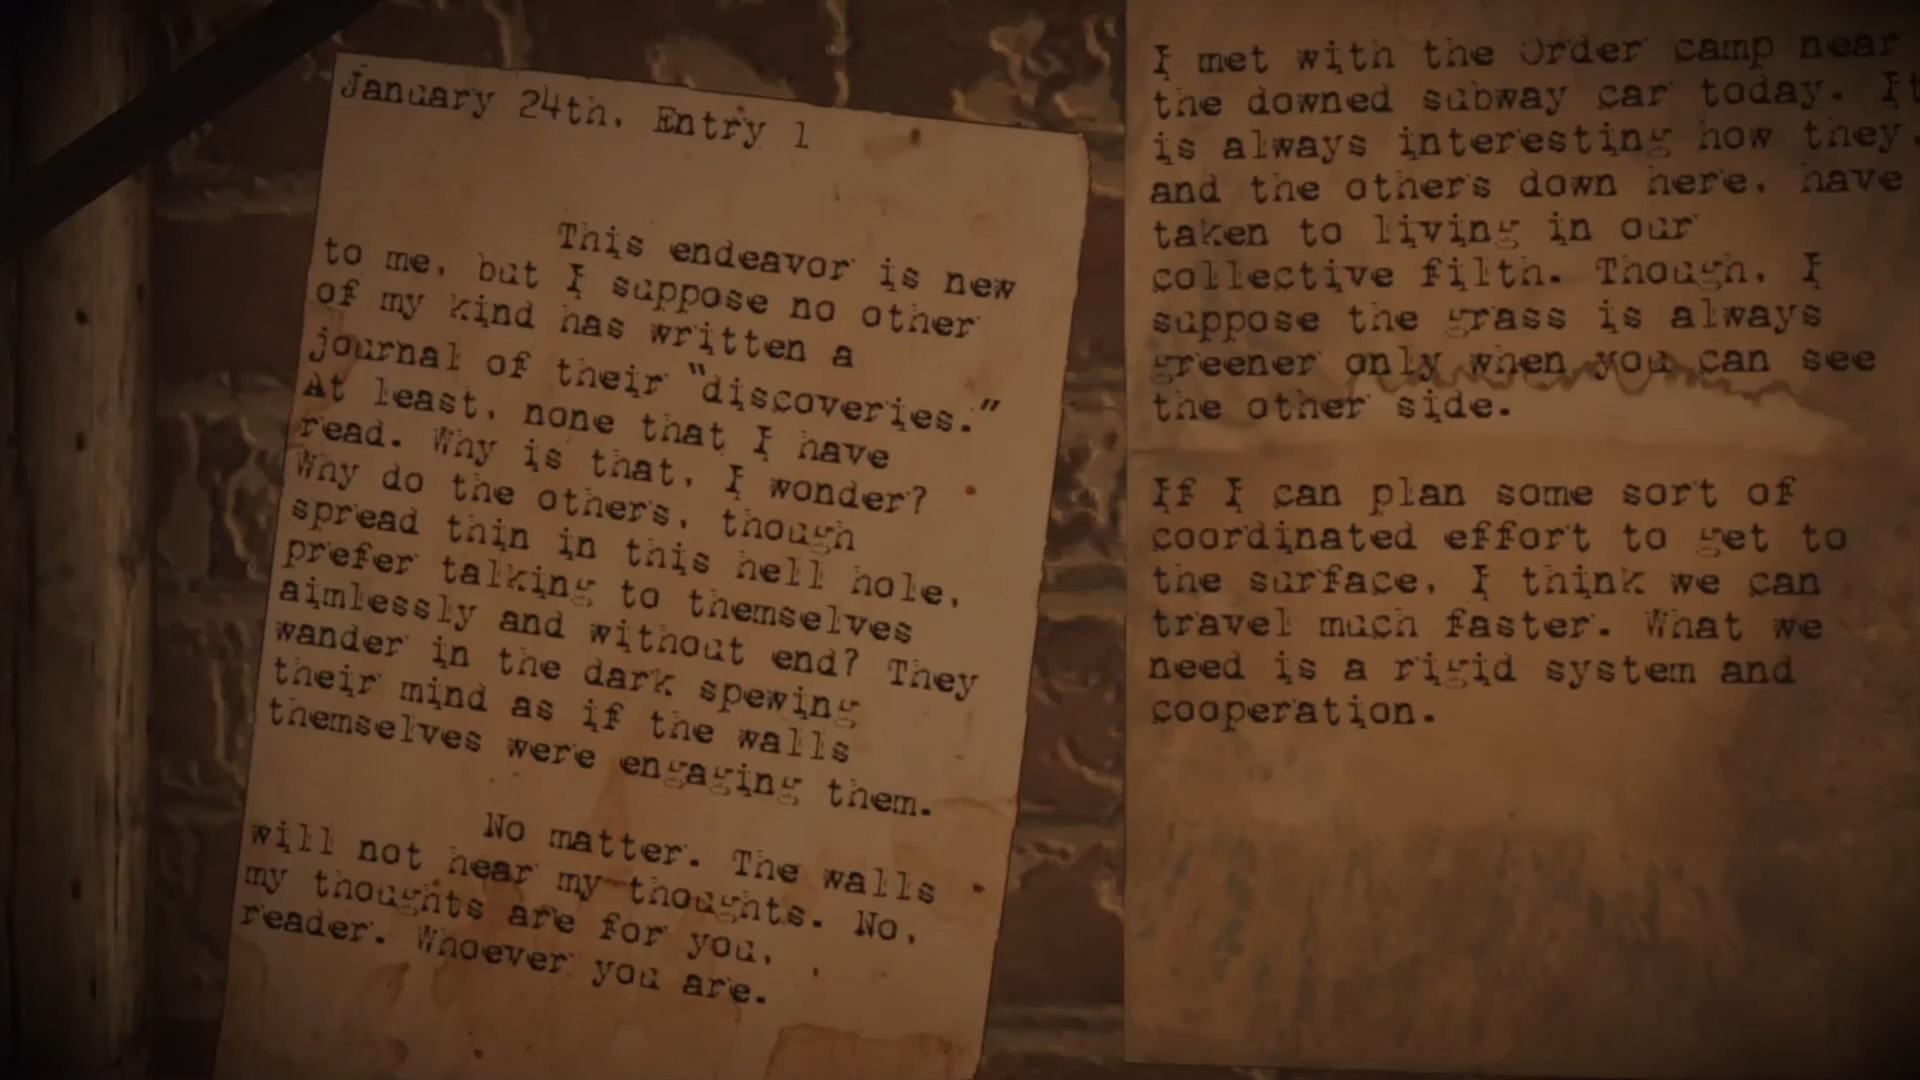 January 24th, Entry 1
This endeavor is new
to me, but I suppose no other
of my kind has written a
journal of their "discoveries."
At least, none that I have
read. Why is that, I wonder?
Why do the others, though
spread thin in this hell hole,
prefer talking to themselves
aimlessly and without end? They
wander in the dark spewing
their mind as if the walls
themselves were engaging them.
No matter. The walls
will not hear my thoughts. No,
my thoughts are for you,
reader. Whoever you are.
I met with the Order camp near
the downed subway car today. It
is always interesting how they,
and the others down here, have
taken to living in our
collective filth. Though, I
suppose the grass is always
greener only when you can see
the other side.
If I can plan some sort of
coordinated effort to get to
the surface, I think we can
travel much faster. What we
need is a rigid system and
cooperation.